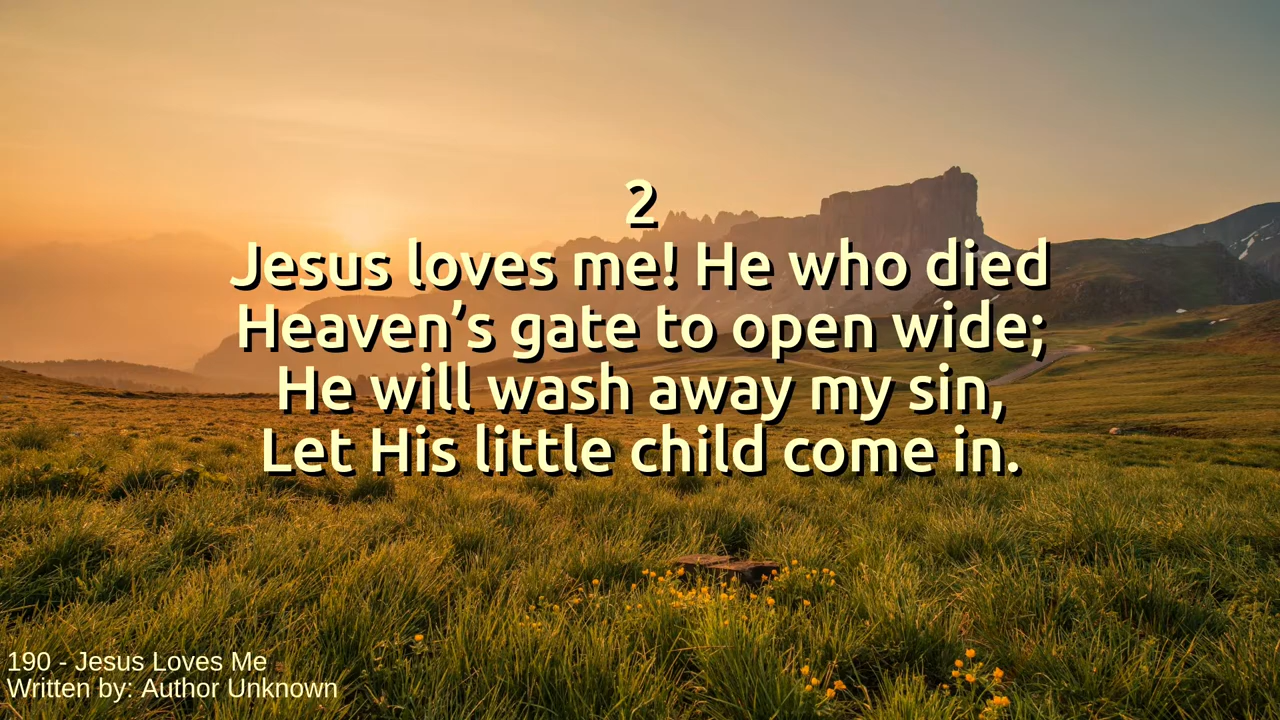 2
Jesus loves me! He who died
Heaven’s gate to open wide;
He will wash away my sin,
Let His little child come in.
190 - Jesus Loves Me
Written by: Author Unknown